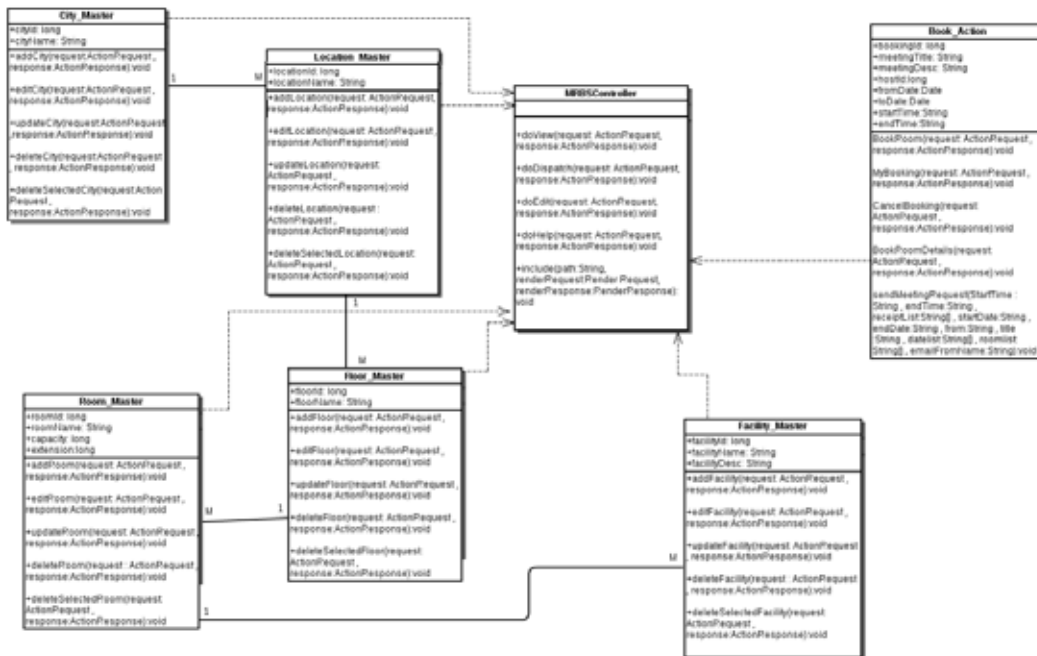 City_Master
+cityId: long
+cityName: String
+addCity(request:ActionRequest,
response:ActionResponse):void
+editCity(request:ActionRequest,
response:ActionResponse):void
+updateCity(request:ActionRequest
,response:ActionResponse):void
+deleteCity(request:ActionRequest
, response:ActionResponse):void
+deleteSelectedCity(request:Action
Request ,
response:ActionResponse):void
1
M
Location_Master
+locationId: long
+locationName: String
+addLocation(request: ActionRequest,
response:ActionResponse):void
+editLocation(request: ActionRequest ,
response:ActionResponse):void
+updateLocation(request:
ActionRequest ,
response:ActionResponse):void
+deleteLocation(request :
ActionRequest ,
response:ActionResponse):void
+deleteSelectedLocation(request:
ActionRequest ,
response:ActionResponse):void
1
M
MRBSController
+doView(request: ActionRequest,
response:ActionResponse):void
+doDispatch(request: ActionRequest,
response:ActionResponse):void
+doEdit(request: ActionRequest,
response:ActionResponse):void
+doHelp(request: ActionRequest,
response:ActionResponse):void
+include(path:String,
renderRequest:Render Request,
renderResponse:RenderResponse):
void
Book_Action
+bookingId: long
+meetingTitle: String
+meetingDesc: String
+hostId:long
+fromDate:Date
+toDate:Date
+startTime:String
+endTime:String
BookRoom(request: ActionRequest ,
response:ActionResponse):void
MyBooking(request: ActionRequest,
response:ActionResponse):void
CancelBooking(request:
ActionRequest ,
response:ActionResponse):void
BookRoomDetails(request:
ActionRequest ,
response:ActionResponse):void
sendMeetingRequest(StartTime :
String , endTime:String ,
receiptList:String[] , startDate:String ,
endDate:String , from:String , title
:String , datelist:String[] , roomlist:
String[] , emailFromName:String):void
Floor_Master
+floorId: long
+floorName: String
+addFloor(request: ActionRequest ,
response:ActionResponse):void
+editFloor(request: ActionRequest ,
response:ActionResponse):void
+updateFloor(request: ActionRequest ,
response:ActionResponse):void
+deleteFloor(request: ActionRequest ,
response:ActionResponse):void
+deleteSelectedFloor(request:
ActionRequest ,
response:ActionResponse):void
Room_Master
+roomId: long
+roomName: String
+capacity: long
+extension:long
+addRoom(request: ActionRequest ,
response:ActionResponse):void
+editRoom(request: ActionRequest ,
response:ActionResponse):void
+updateRoom(request: ActionRequest ,
response:ActionResponse):void
+deleteRoom(request : ActionRequest ,
response:ActionResponse):void
+deleteSelectedRoom(request:
ActionRequest ,
response:ActionResponse):void
M
1
1
M
Facility_Master
+facilityId: long
+facilityName: String
+facilityDesc: String
+addFacility(request: ActionRequest ,
response:ActionResponse):void
+editFacility(request: ActionRequest ,
response:ActionResponse):void
+updateFacility(request: ActionRequest
, response:ActionResponse):void
+deleteFacility(request : ActionRequest
, response:ActionResponse):void
+deleteSelectedFacility(request:
ActionRequest ,
response:ActionResponse):void